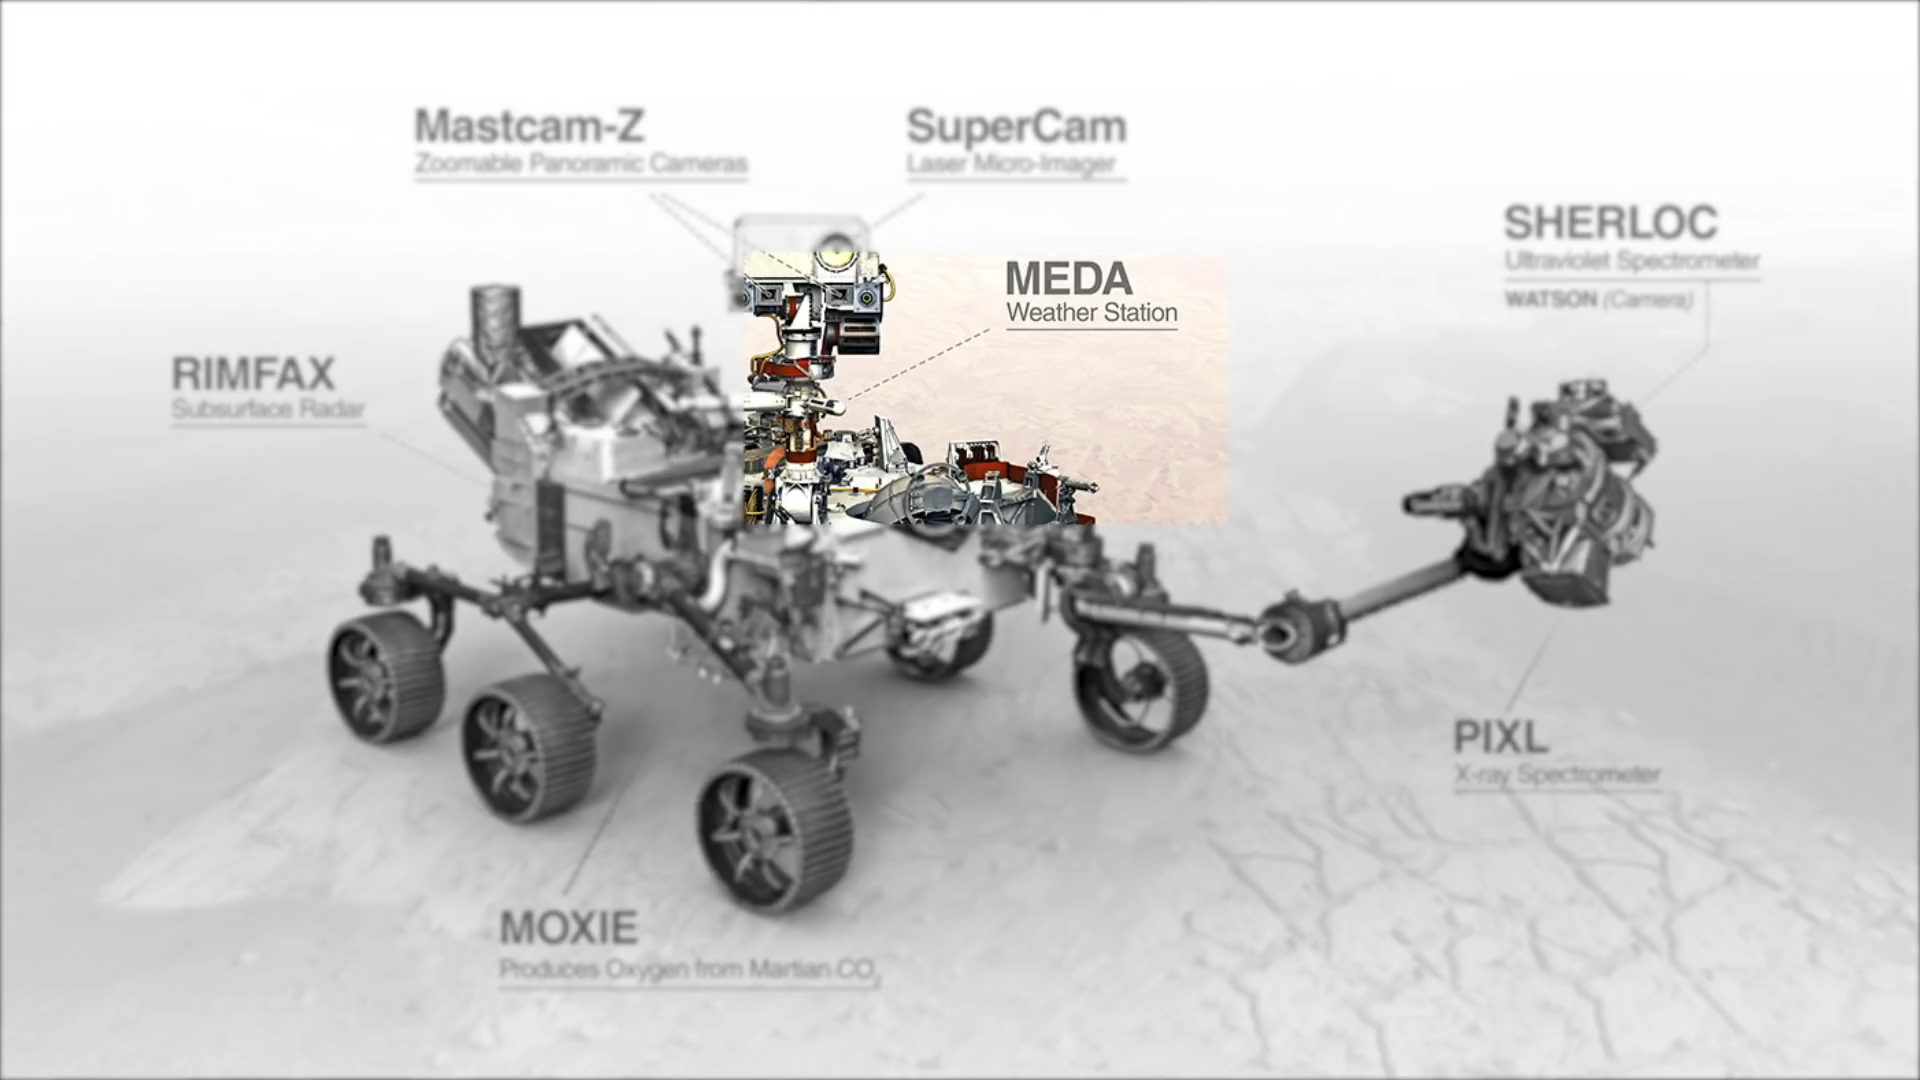 Mastcam-Z
Zoomable Panoramic Cameras
SuperCam
Laser Micro-Imager
SHERLOC
Ultraviolet Spectrometer
WATSON (Camera)
MEDA
Weather Station
RIMFAX
Subsurface Radar
PIXL
X-ray Spectrometer
MOXIE
Produces Oxygen from Martian CO₂